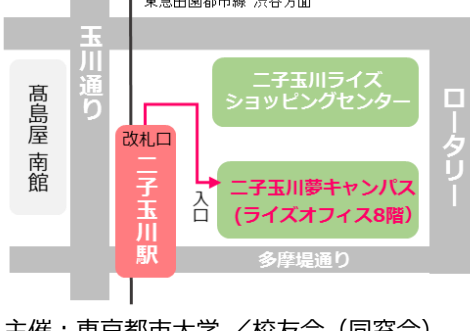 東急田園都市線 渋谷方面
玉川通り
髙島屋 南館
二子玉川ライズ
ショッピングセンター
ロータリー
改札口
二子玉川駅
入口
二子玉川夢キャンパス
(ライズオフィス8階)
多摩堤通り
主催：東京都市大学 ／校友会（同窓会）